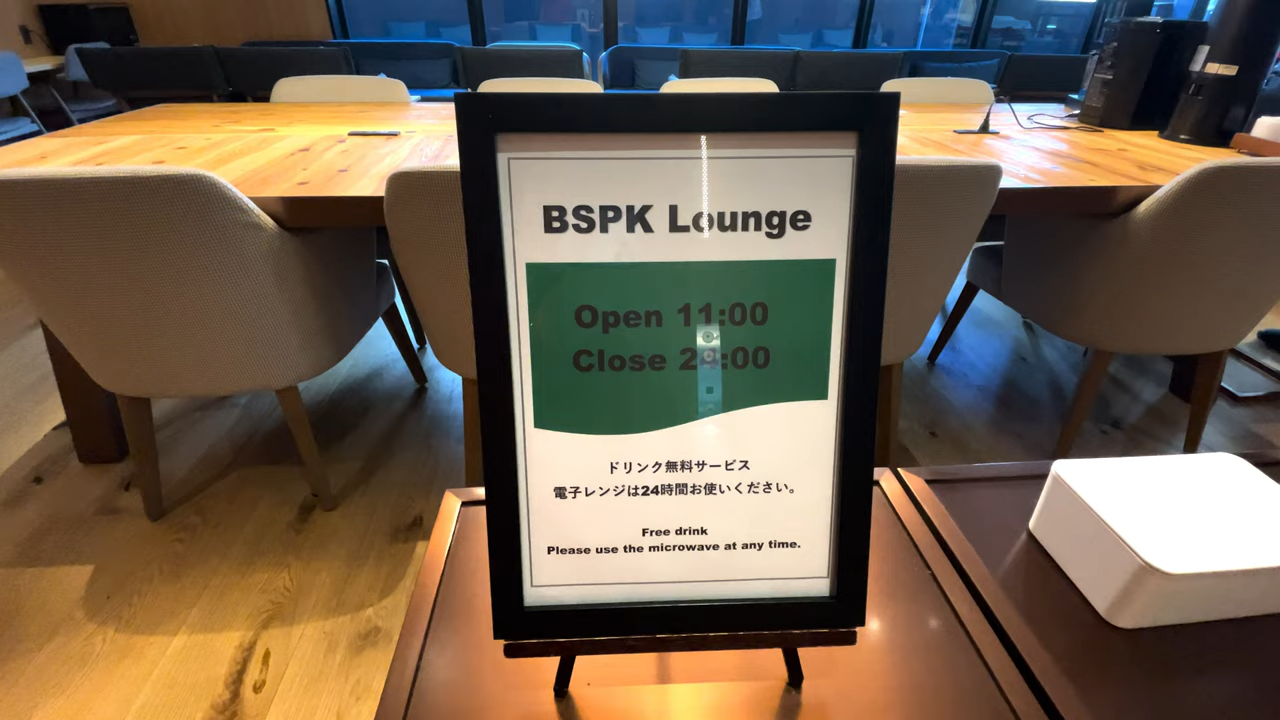 BSPK Lounge
Open 11:00
Close
ドリンク無料サービス
電子レンジは24時間お使いください。
Free drink
Please use the microwave at any time.